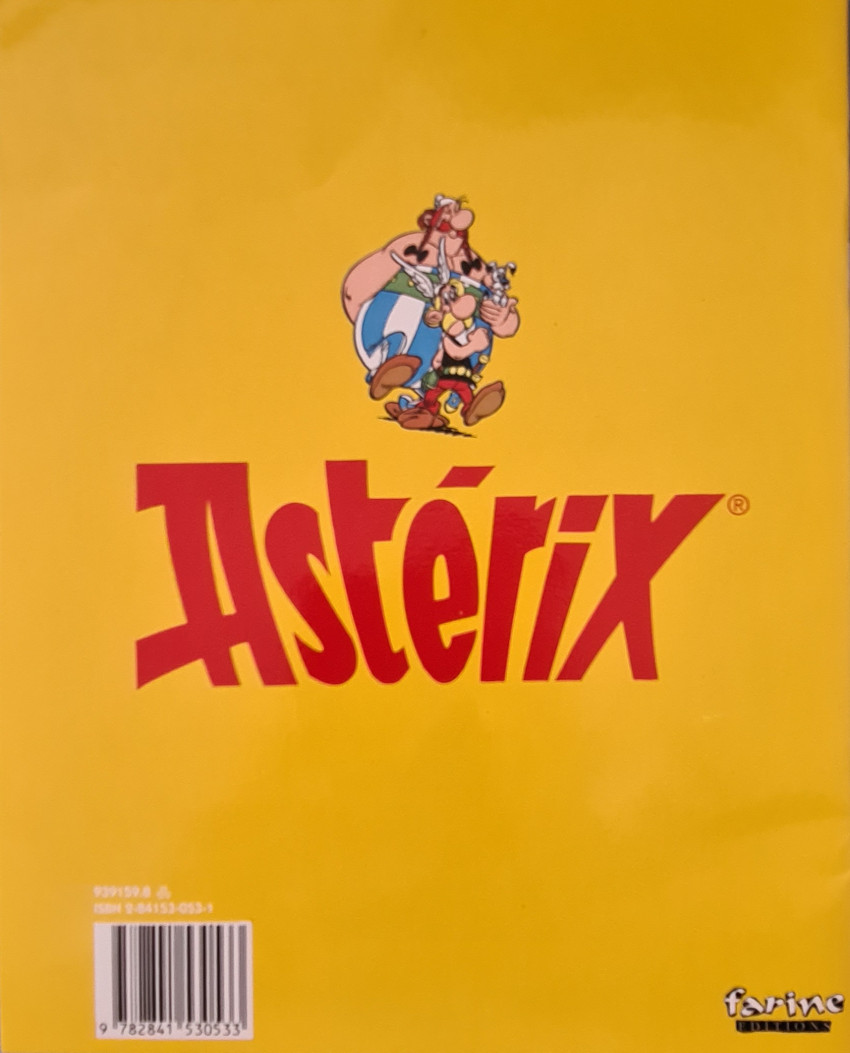 Astérix®
939159.8
ISBN 2-84153-053-1
9 782841 530533
farine
EDITIONS